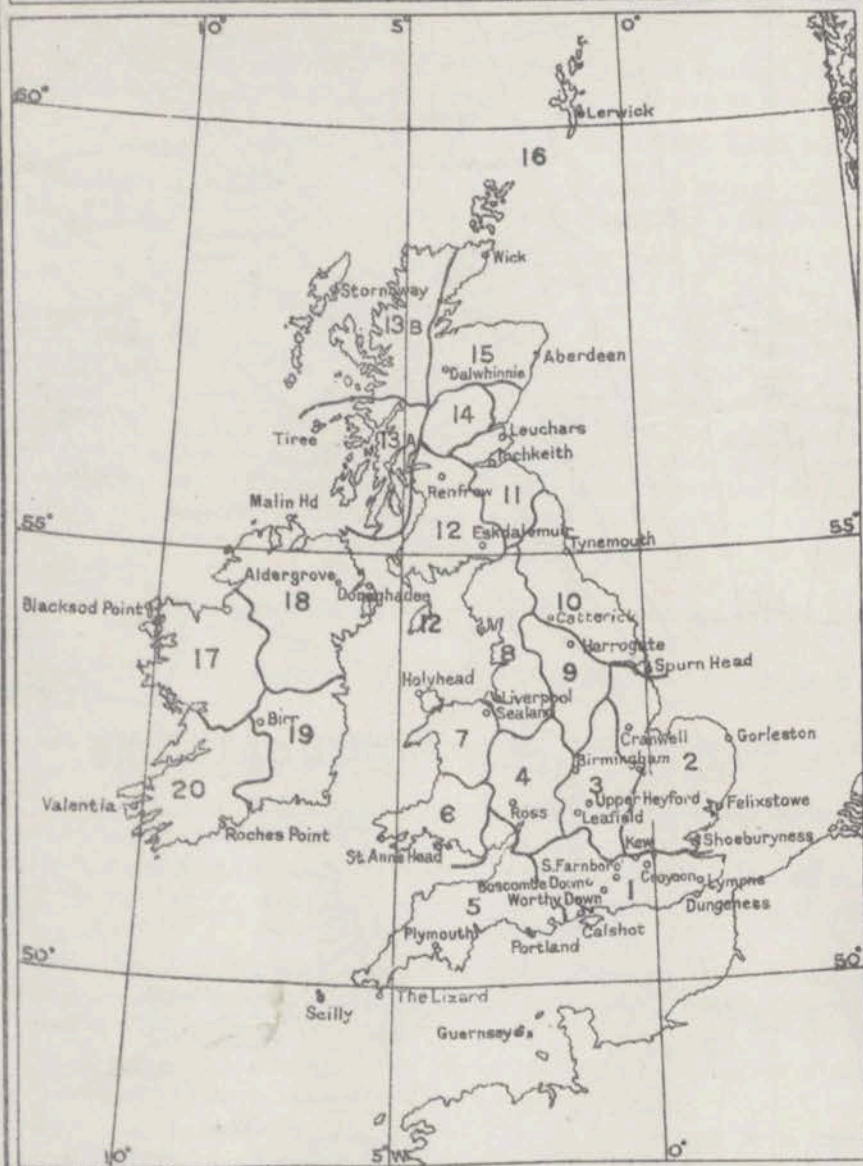 10°
5°
0°
60°
60°
Lerwick
16
Wick
Stornoway
13 B
15
Aberdeen
Dalwhinnie
14
Tiree
13 A
Leuchars
Inchkeith
Renfrew
11
Malin Hd
12
Eskdalemuir
55°
55°
Tynemouth
Aldergrove
Donaghadee
18
Blacksod Point
12
10
Catterick
Harrogate
8
9
Spurn Head
17
Holyhead
Liverpool
Sealand
Birr
19
7
Cranwell
Gorleston
Birmingham
2
4
3
20
Upper Heyford
Felixstowe
Valentia
6
Ross
Leafield
Roches Point
St. Anns Head
Kew
Shoeburyness
S. Farnboro
Croydon
Lympne
Boscombe Down
1
Worthy Down
Dungeness
5
Calshot
Plymouth
Portland
50°
50°
Scilly
The Lizard
Guernsey
10°
5°W
0°